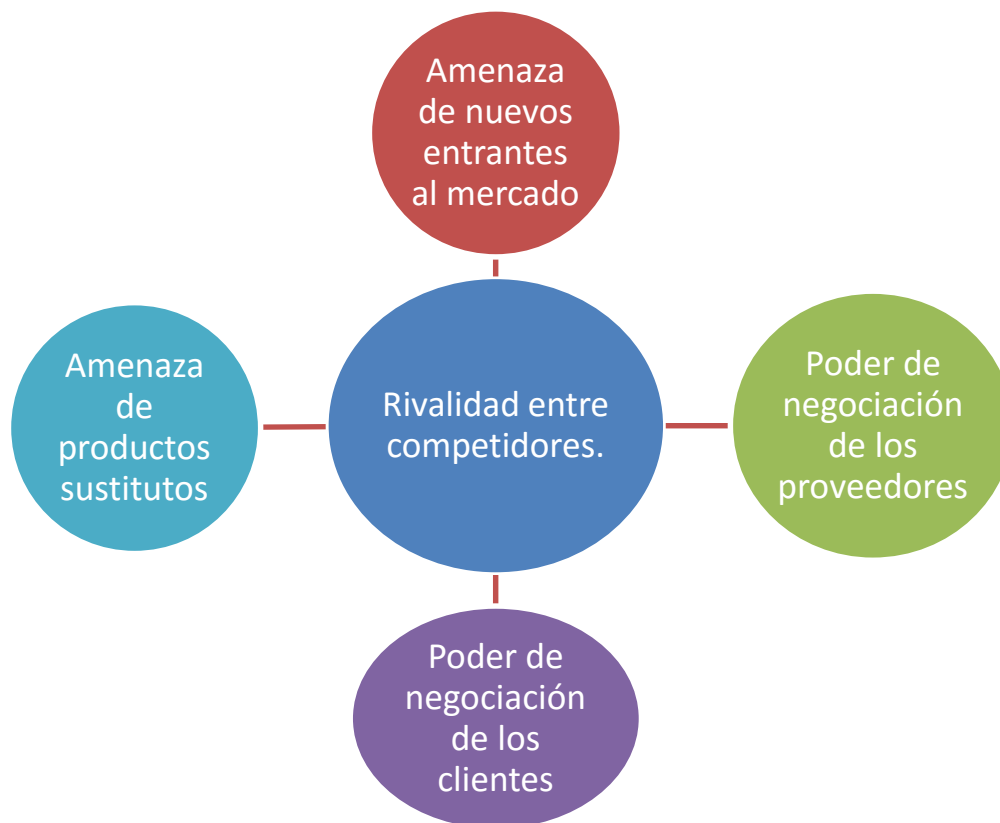 Amenaza
de nuevos
entrantes
al mercado
Amenaza
de
productos
sustitutos
Rivalidad entre
competidores.
Poder de
negociación
de los
proveedores
Poder de
negociación
de los
clientes